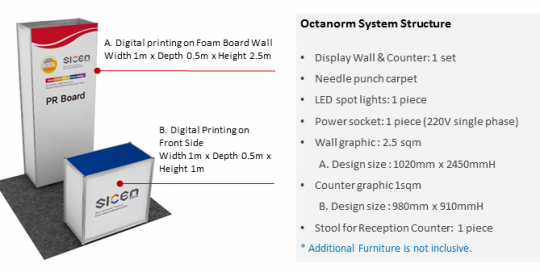 A. Digital printing on Foam Board Wall
Width 1m x Depth 0.5m x Height 2.5m
KES
sicen
PR Board
B. Digital Printing on
Front Side
Width 1m x Depth 0.5m x
Height 1m
sicen
Octanorm System Structure
• Display Wall & Counter: 1 set
• Needle punch carpet
• LED spot lights: 1 piece
• Power socket: 1 piece (220V single phase)
• Wall graphic : 2.5 sqm
A. Design size : 1020mm x 2450mmH
• Counter graphic1sqm
B. Design size : 980mm x 910mmH
• Stool for Reception Counter: 1 piece
* Additional Furniture is not inclusive.